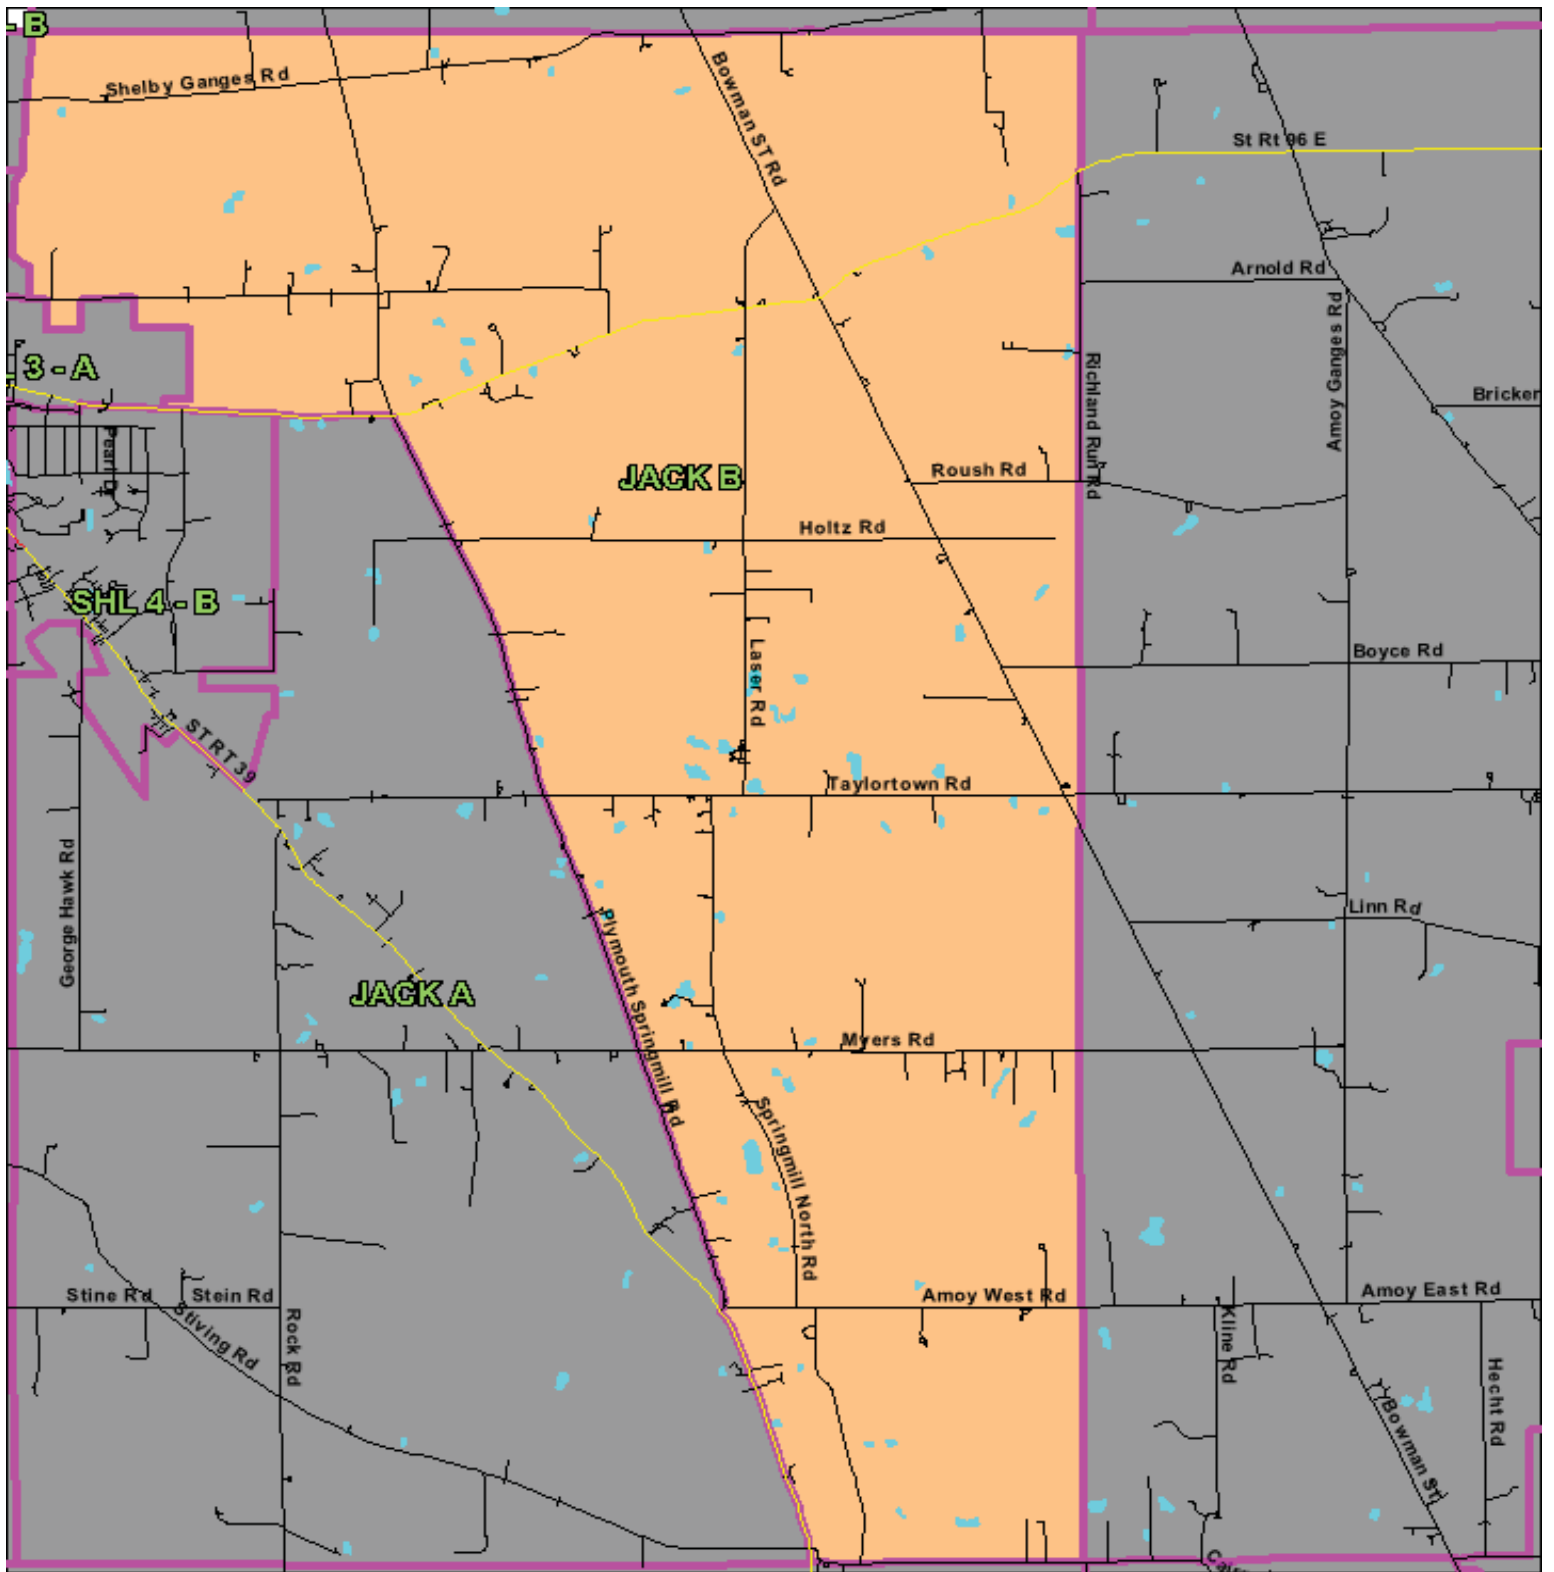 - B
Shelby Ganges Rd
Bowman ST Rd
St Rt 96 E
Arnold Rd
Amoy Ganges Rd
3 - A
Richland Run Rd
Bricker
Pearl Dr
JACK B
Roush Rd
Holtz Rd
SHL 4 - B
Laser Rd
Boyce Rd
ST RT 39
Taylortown Rd
George Hawk Rd
Linn Rd
Plymouth Springmill Rd
JACK A
Myers Rd
Springmill North Rd
Stine Rd
Stein Rd
Amoy West Rd
Amoy East Rd
Stiving Rd
Rock Rd
Kline Rd
Hecht Rd
Bowman St